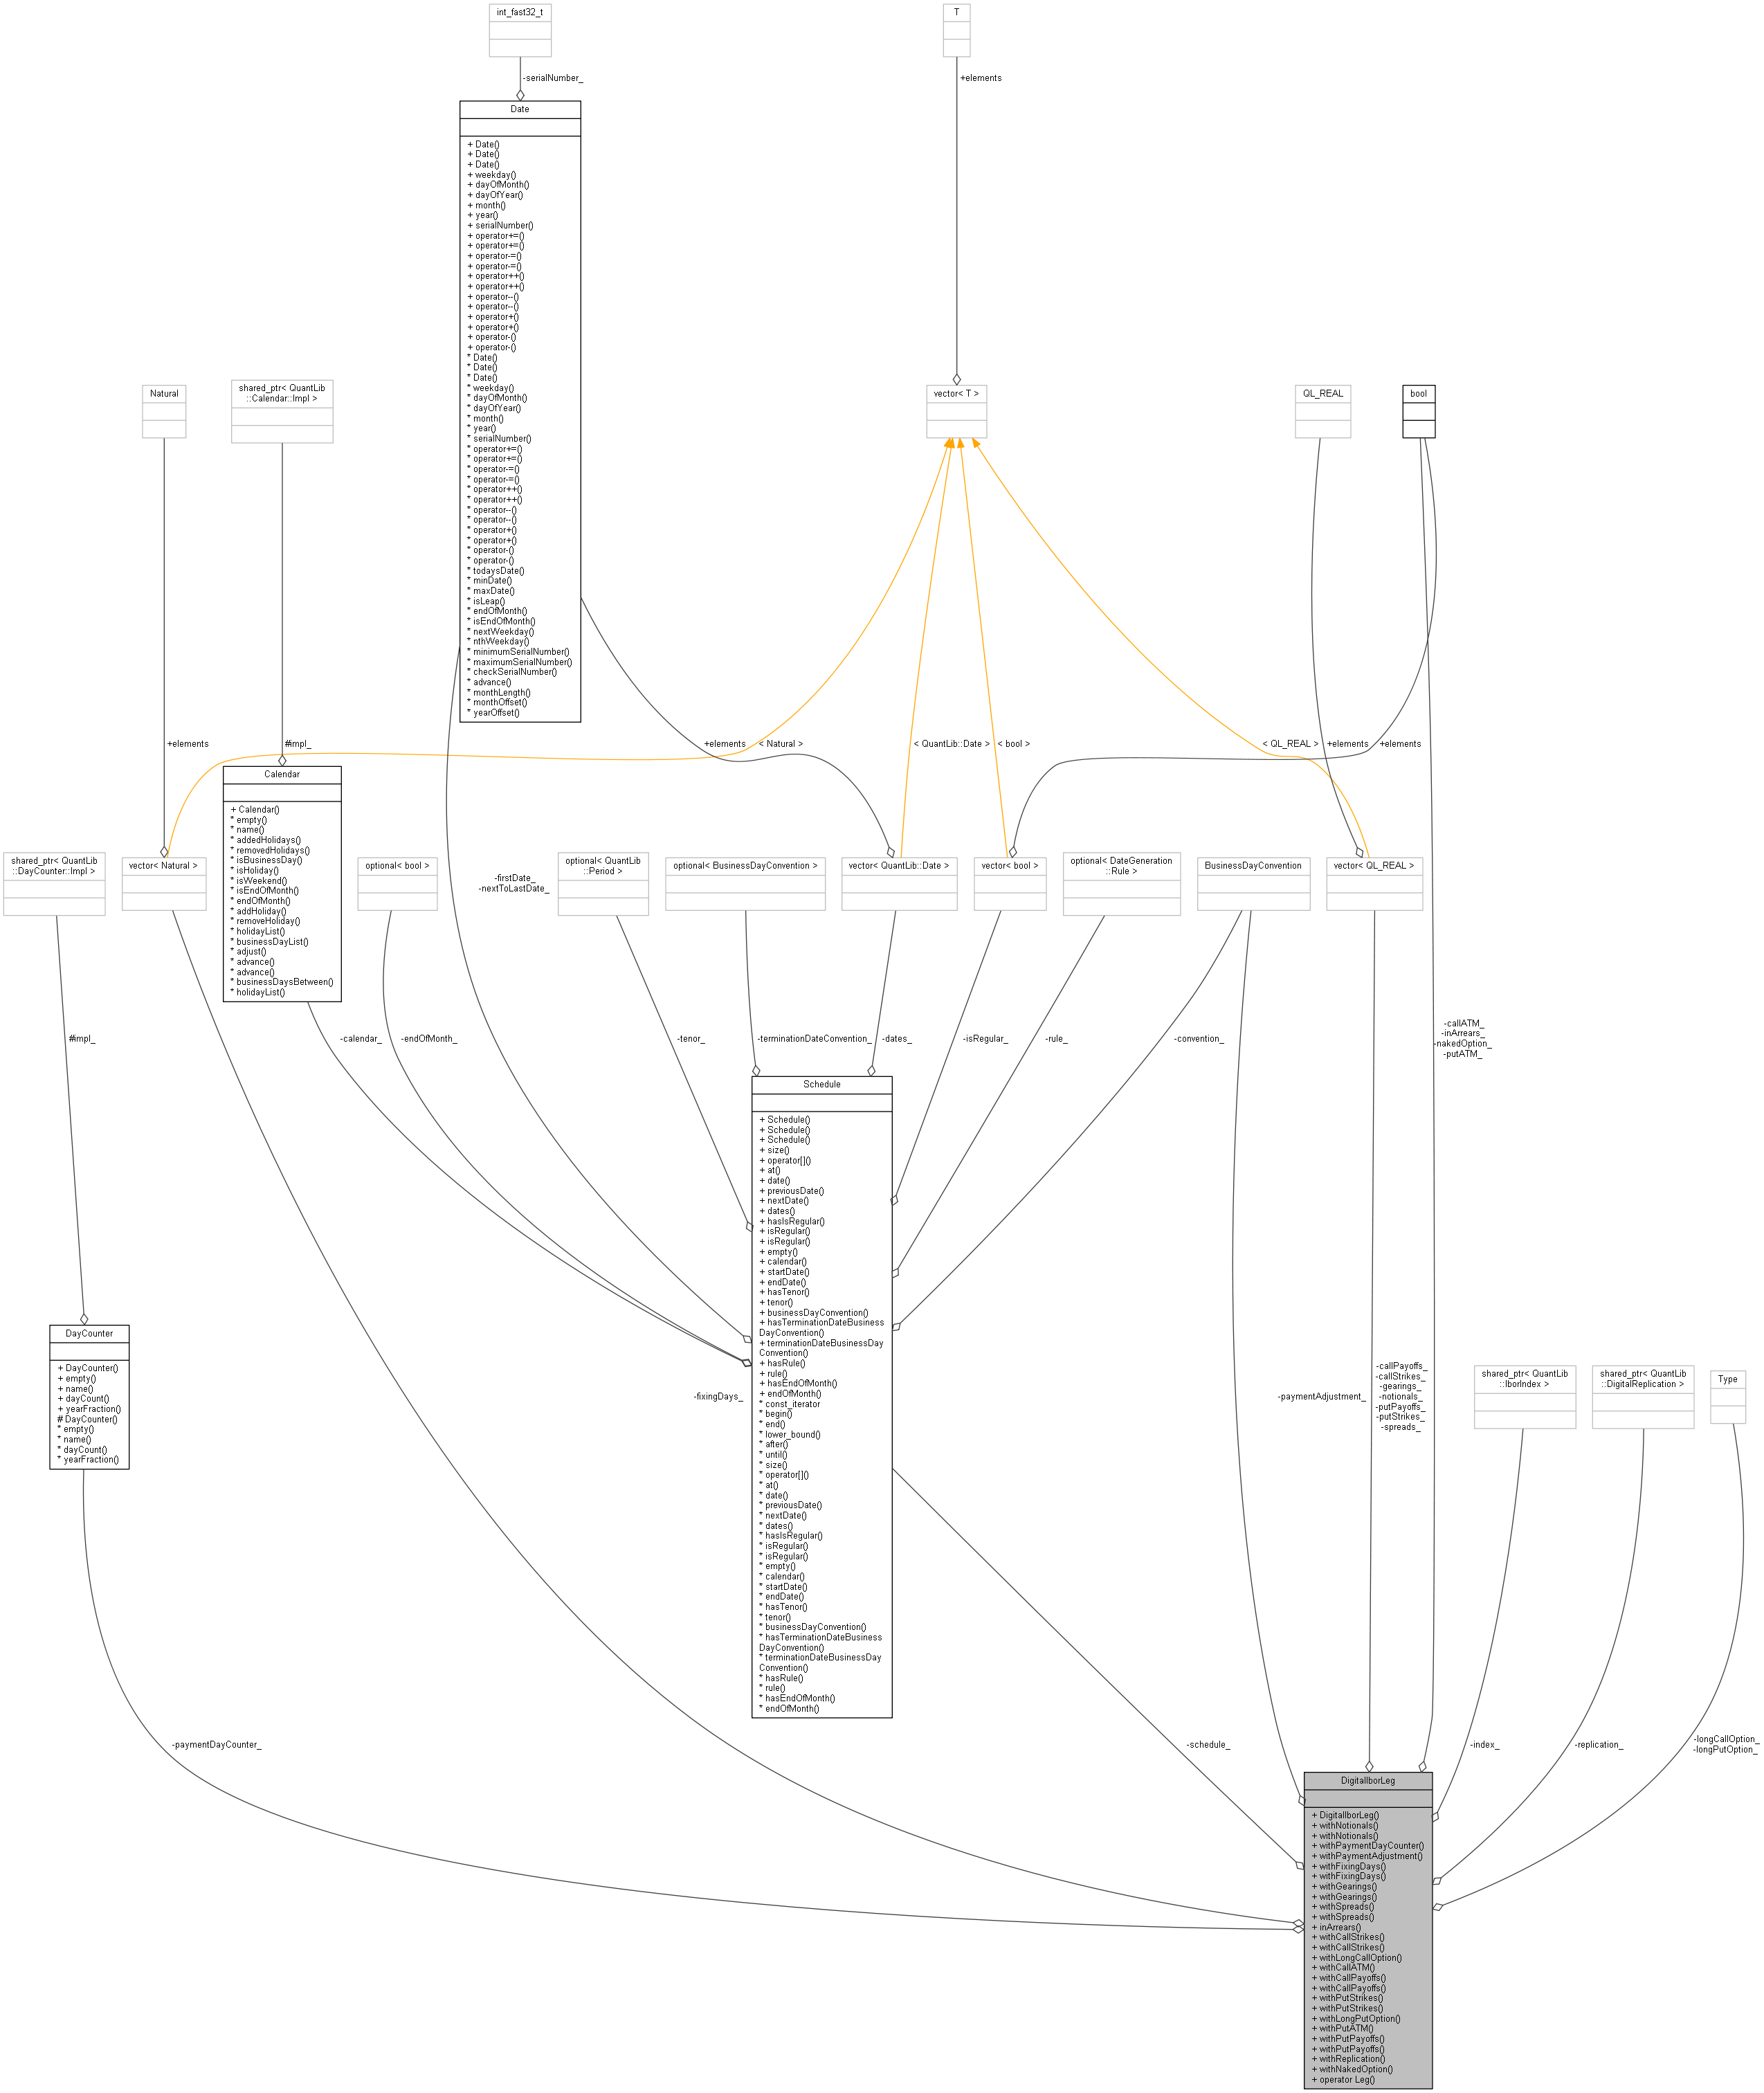 int_fast32_t
T
-serialNumber_
+elements
Date
+ Date()
+ Date()
+ Date()
+ weekday()
+ dayOfMonth()
+ dayOfYear()
+ month()
+ year()
+ serialNumber()
+ operator+=()
+ operator+=()
+ operator-=()
+ operator-=()
+ operator++()
+ operator++()
+ operator--()
+ operator--()
+ operator+()
+ operator+()
+ operator-()
+ operator-()
* Date()
* Date()
* Date()
* weekday()
* dayOfMonth()
* dayOfYear()
* month()
* year()
* serialNumber()
* operator+=()
* operator+=()
* operator-=()
* operator-=()
* operator++()
* operator++()
* operator--()
* operator--()
* operator+()
* operator+()
* operator-()
* operator-()
* todaysDate()
* minDate()
* maxDate()
* isLeap()
* endOfMonth()
* isEndOfMonth()
* nextWeekday()
* nthWeekday()
* minimumSerialNumber()
* maximumSerialNumber()
* checkSerialNumber()
* advance()
* monthLength()
* monthOffset()
* yearOffset()
Natural
shared_ptr< QuantLib
::Calendar::Impl >
vector< T >
QL_REAL
bool
+elements
#impl_
+elements
< Natural >
< QuantLib::Date >
< bool >
< QL_REAL >
+elements
+elements
Calendar
+ Calendar()
* empty()
* name()
* addedHolidays()
* removedHolidays()
* isBusinessDay()
* isHoliday()
* isWeekend()
* isEndOfMonth()
* endOfMonth()
* addHoliday()
* removeHoliday()
* holidayList()
* businessDayList()
* adjust()
* advance()
* advance()
* businessDaysBetween()
* holidayList()
shared_ptr< QuantLib
::DayCounter::Impl >
vector< Natural >
optional< bool >
-firstDate_
-nextToLastDate_
optional< QuantLib
::Period >
optional< BusinessDayConvention >
vector< QuantLib::Date >
vector< bool >
optional< DateGeneration
::Rule >
BusinessDayConvention
vector< QL_REAL >
#impl_
-calendar_
-endOfMonth_
-tenor_
-terminationDateConvention_
-dates_
-isRegular_
-rule_
-convention_
-callATM_
-inArrears_
-nakedOption_
-putATM_
Schedule
+ Schedule()
+ Schedule()
+ Schedule()
+ size()
+ operator[]()
+ at()
+ date()
+ previousDate()
+ nextDate()
+ dates()
+ hasIsRegular()
+ isRegular()
+ isRegular()
+ empty()
+ calendar()
+ startDate()
+ endDate()
+ hasTenor()
+ tenor()
+ businessDayConvention()
+ hasTerminationDateBusiness
DayConvention()
+ terminationDateBusinessDay
Convention()
+ hasRule()
+ rule()
+ hasEndOfMonth()
+ endOfMonth()
* const_iterator
* begin()
* end()
* lower_bound()
* after()
* until()
* size()
* operator[]()
* at()
* date()
* previousDate()
* nextDate()
* dates()
* hasIsRegular()
* isRegular()
* isRegular()
* empty()
* calendar()
* startDate()
* endDate()
* hasTenor()
* tenor()
* businessDayConvention()
* hasTerminationDateBusiness
DayConvention()
* terminationDateBusinessDay
Convention()
* hasRule()
* rule()
* hasEndOfMonth()
* endOfMonth()
DayCounter
+ DayCounter()
+ empty()
+ name()
+ dayCount()
+ yearFraction()
# DayCounter()
* empty()
* name()
* dayCount()
* yearFraction()
-fixingDays_
-paymentAdjustment_
-callPayoffs_
-callStrikes_
-gearings_
-notionals_
-putPayoffs_
-putStrikes_
-spreads_
shared_ptr< QuantLib
::IborIndex >
shared_ptr< QuantLib
::DigitalReplication >
Type
-paymentDayCounter_
-schedule_
-index_
-replication_
-longCallOption_
-longPutOption_
DigitalIborLeg
+ DigitalIborLeg()
+ withNotionals()
+ withNotionals()
+ withPaymentDayCounter()
+ withPaymentAdjustment()
+ withFixingDays()
+ withFixingDays()
+ withGearings()
+ withGearings()
+ withSpreads()
+ withSpreads()
+ inArrears()
+ withCallStrikes()
+ withCallStrikes()
+ withLongCallOption()
+ withCallATM()
+ withCallPayoffs()
+ withCallPayoffs()
+ withPutStrikes()
+ withPutStrikes()
+ withLongPutOption()
+ withPutATM()
+ withPutPayoffs()
+ withPutPayoffs()
+ withReplication()
+ withNakedOption()
+ operator Leg()